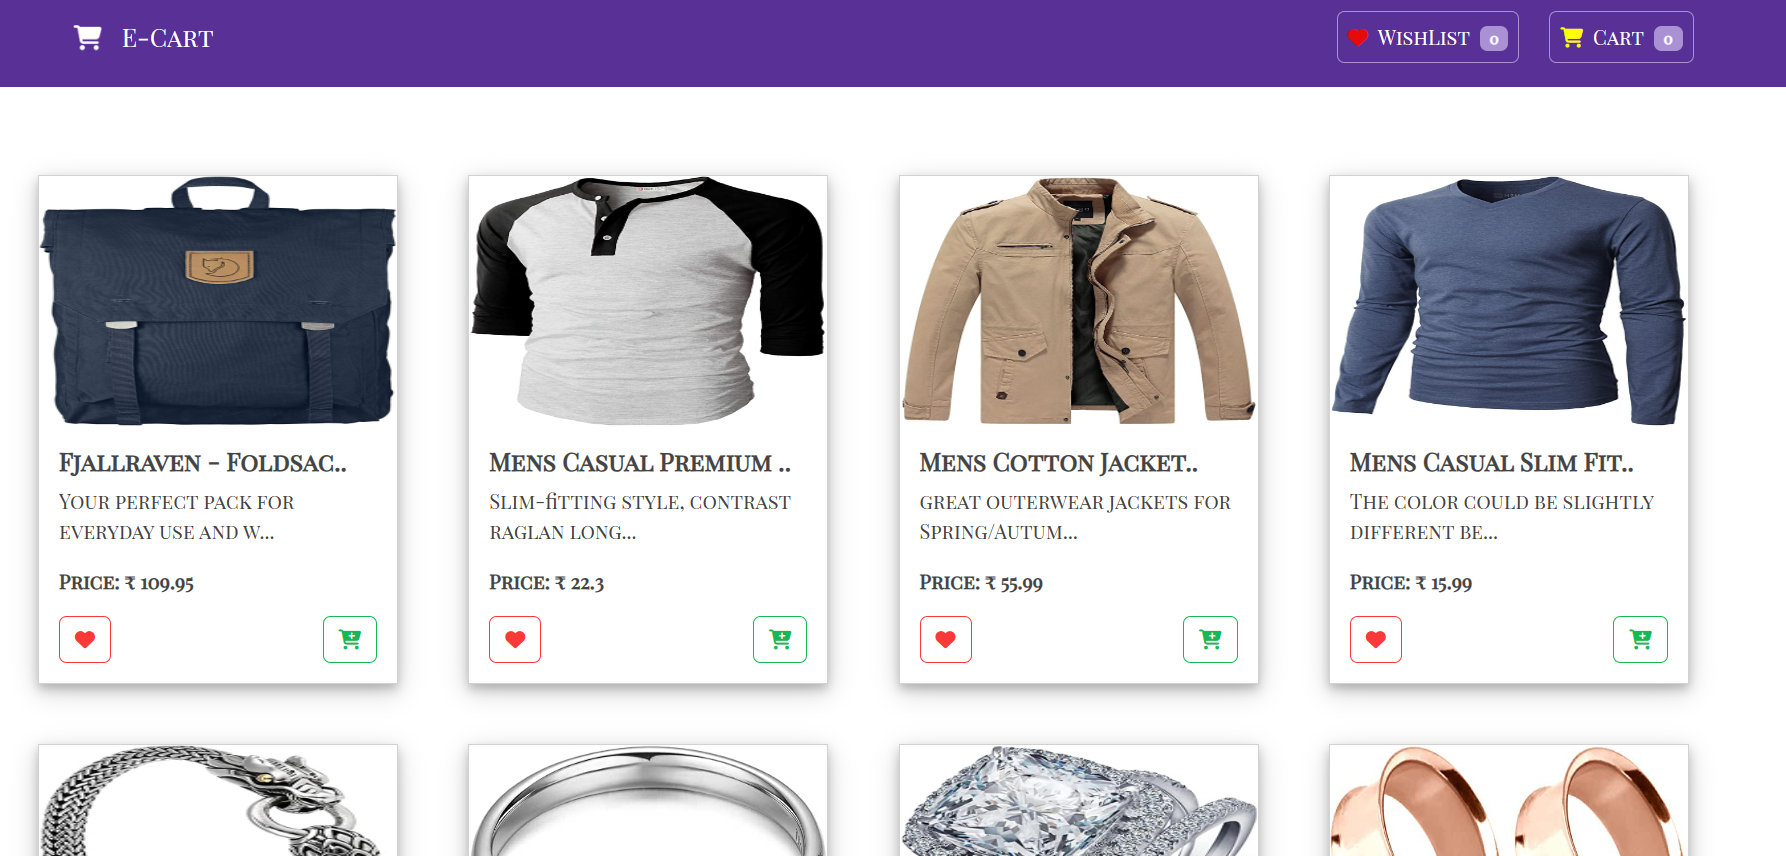 E-Cart
WishList 0
Cart 0
Fjallraven - Foldsac..
Your perfect pack for
everyday use and w...
Price: ₹ 109.95
Mens Casual Premium ..
Slim-fitting style, contrast
raglan long...
Price: ₹ 22.3
Mens Cotton Jacket..
great outerwear jackets for
Spring/Autum...
Price: ₹ 55.99
Mens Casual Slim Fit..
The color could be slightly
different be...
Price: ₹ 15.99